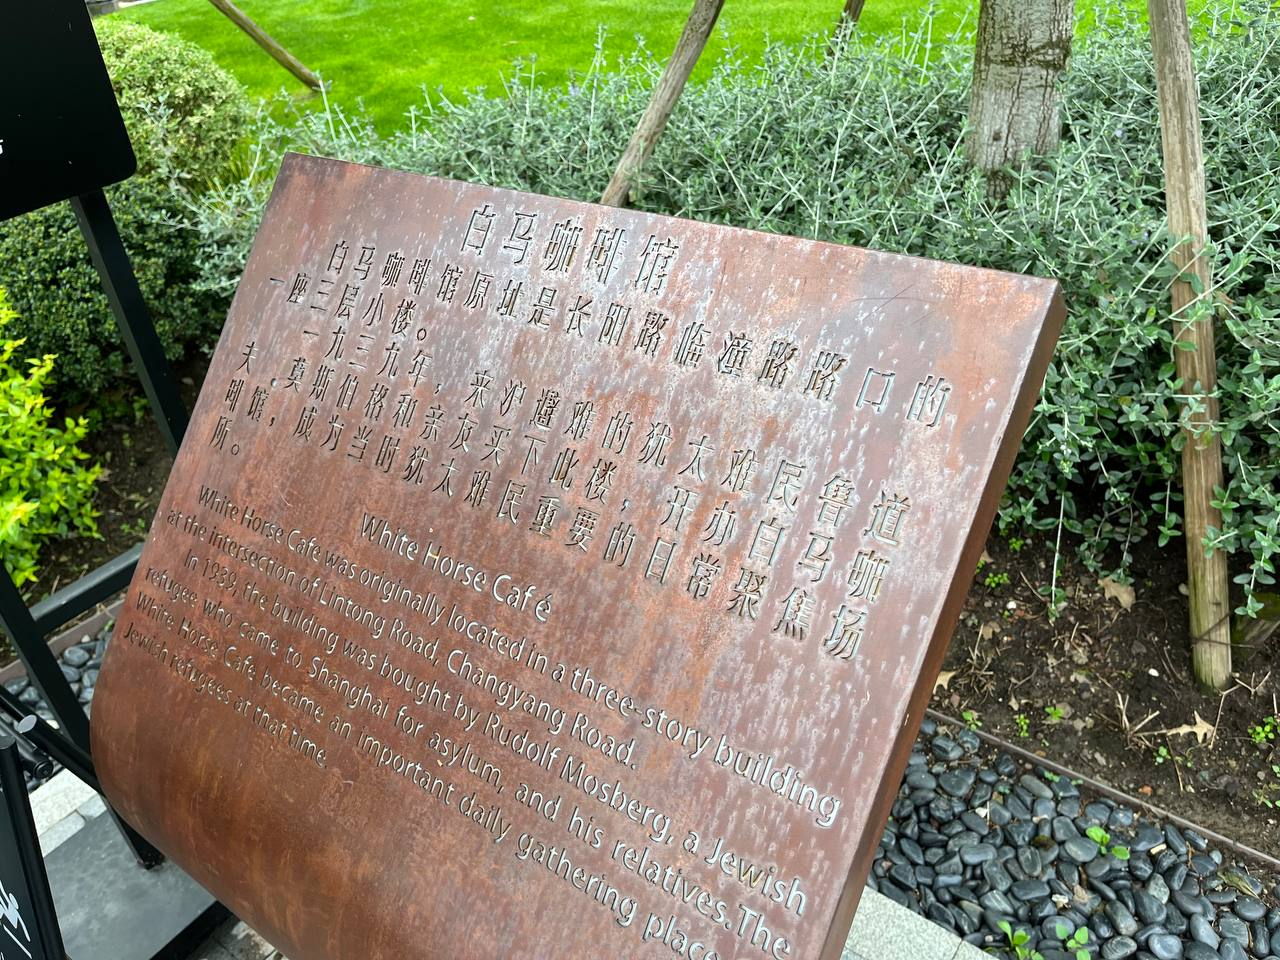 白马咖啡馆
白马咖啡馆原址是长阳路临潼路路口的
一座三层小楼。
一九三九年，来沪避难的犹太难民鲁道
夫.莫斯伯格和亲友买下此楼，开办白马咖
啡馆，成为当时犹太难民重要的日常聚焦场
所。
White Horse Café
White Horse Cafe was originally located in a three-story building
at the intersection of Lintong Road, Changyang Road.
In 1939, the building was bought by Rudolf Mosberg, a Jewish
refugee who came to Shanghai for asylum, and his relatives. The
White Horse Cafe became an important daily gathering place
Jewish refugees at that time.